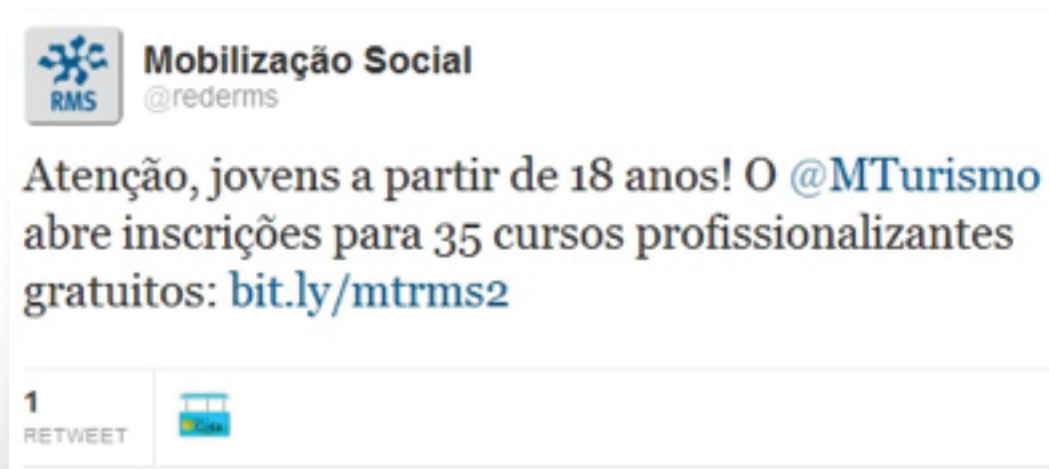 RMS
Mobilização Social
@rederms
Atenção, jovens a partir de 18 anos! O @MTurismo
abre inscrições para 35 cursos profissionalizantes
gratuitos: bit.ly/mtrms2
1
RETWEET